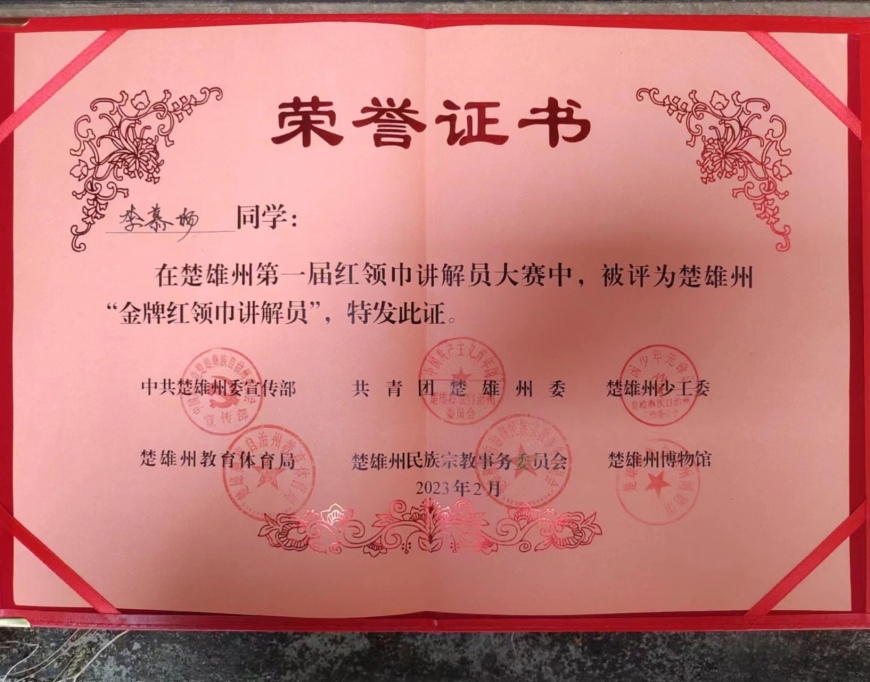 荣誉证书
李慕杨 同学：
在楚雄州第一届红领巾讲解员大赛中，被评为楚雄州
“金牌红领巾讲解员”，特发此证。
中共楚雄州委宣传部 共青团楚雄州委 楚雄州少工委
楚雄州教育体育局 楚雄州民族宗教事务委员会 楚雄州博物馆
2023年2月